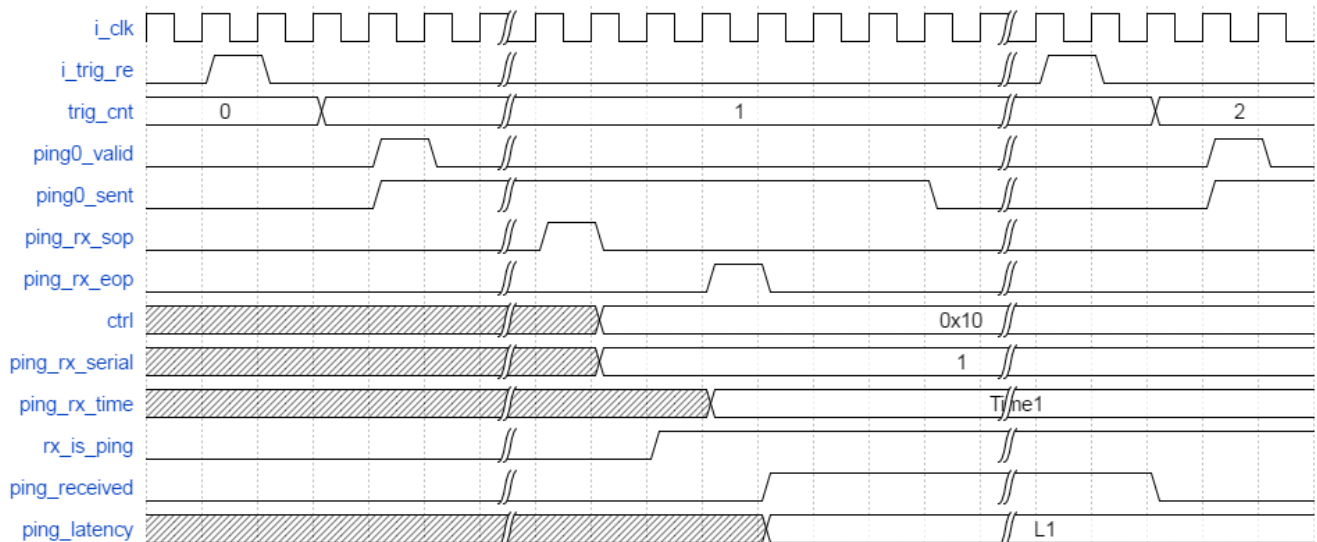 i_clk
i_trig_re
trig_cnt 0 1 2
ping0_valid
ping0_sent
ping_rx_sop
ping_rx_eop
ctrl 0x10
ping_rx_serial 1
ping_rx_time Time1
rx_is_ping
ping_received
ping_latency L1